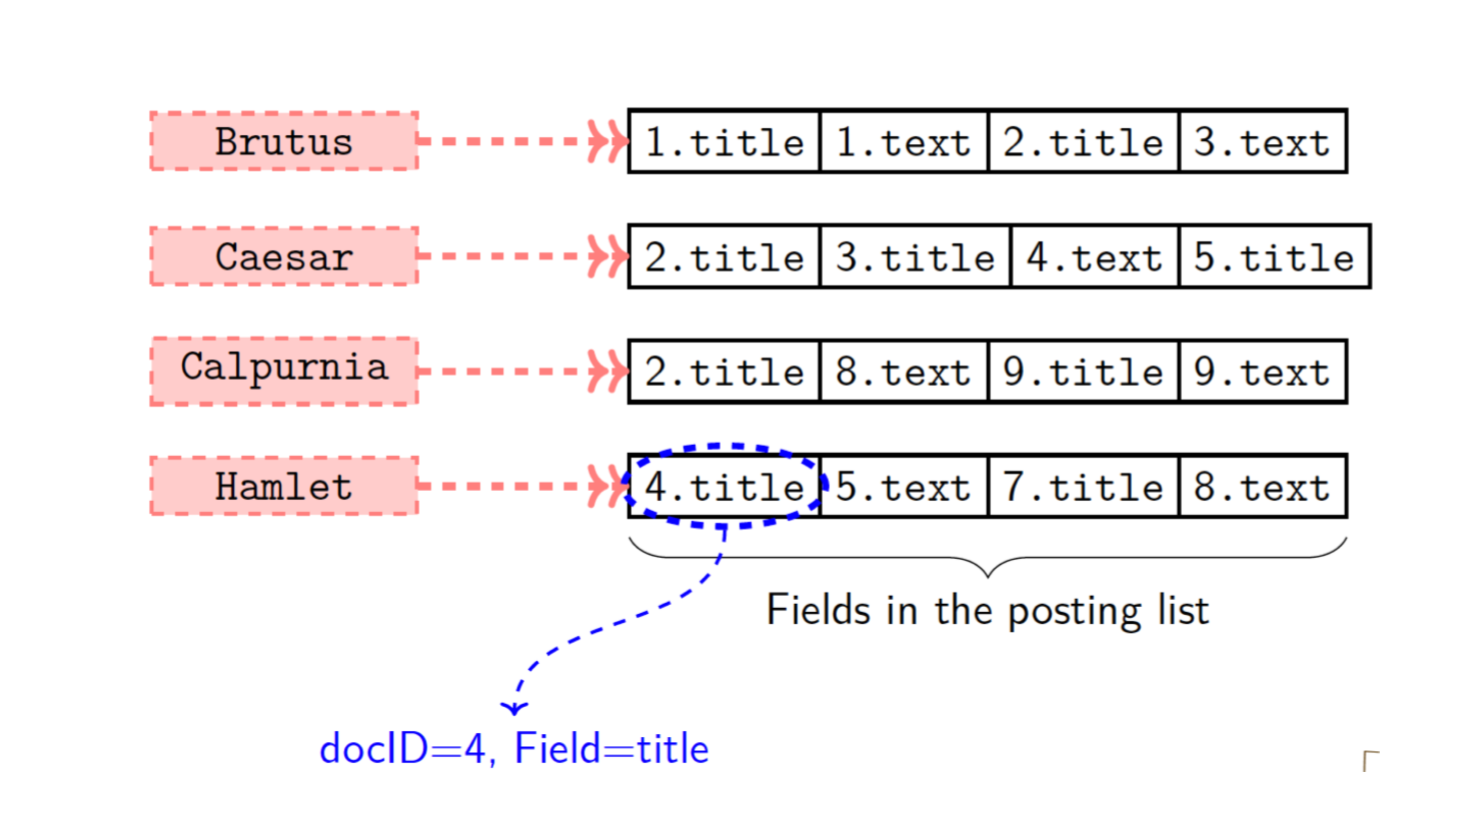 Brutus 1.title 1.text 2.title 3.text
Caesar 2.title 3.title 4.text 5.title
Calpurnia 2.title 8.text 9.title 9.text
Hamlet 4.title 5.text 7.title 8.text
Fields in the posting list
docID=4, Field=title